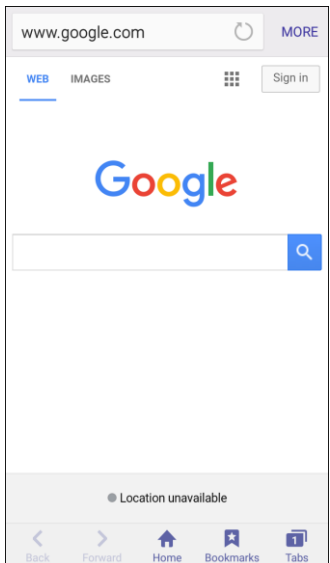 www.google.com MORE
WEB IMAGES Sign in
Google
Location unavailable
1
Back Forward Home Bookmarks Tabs